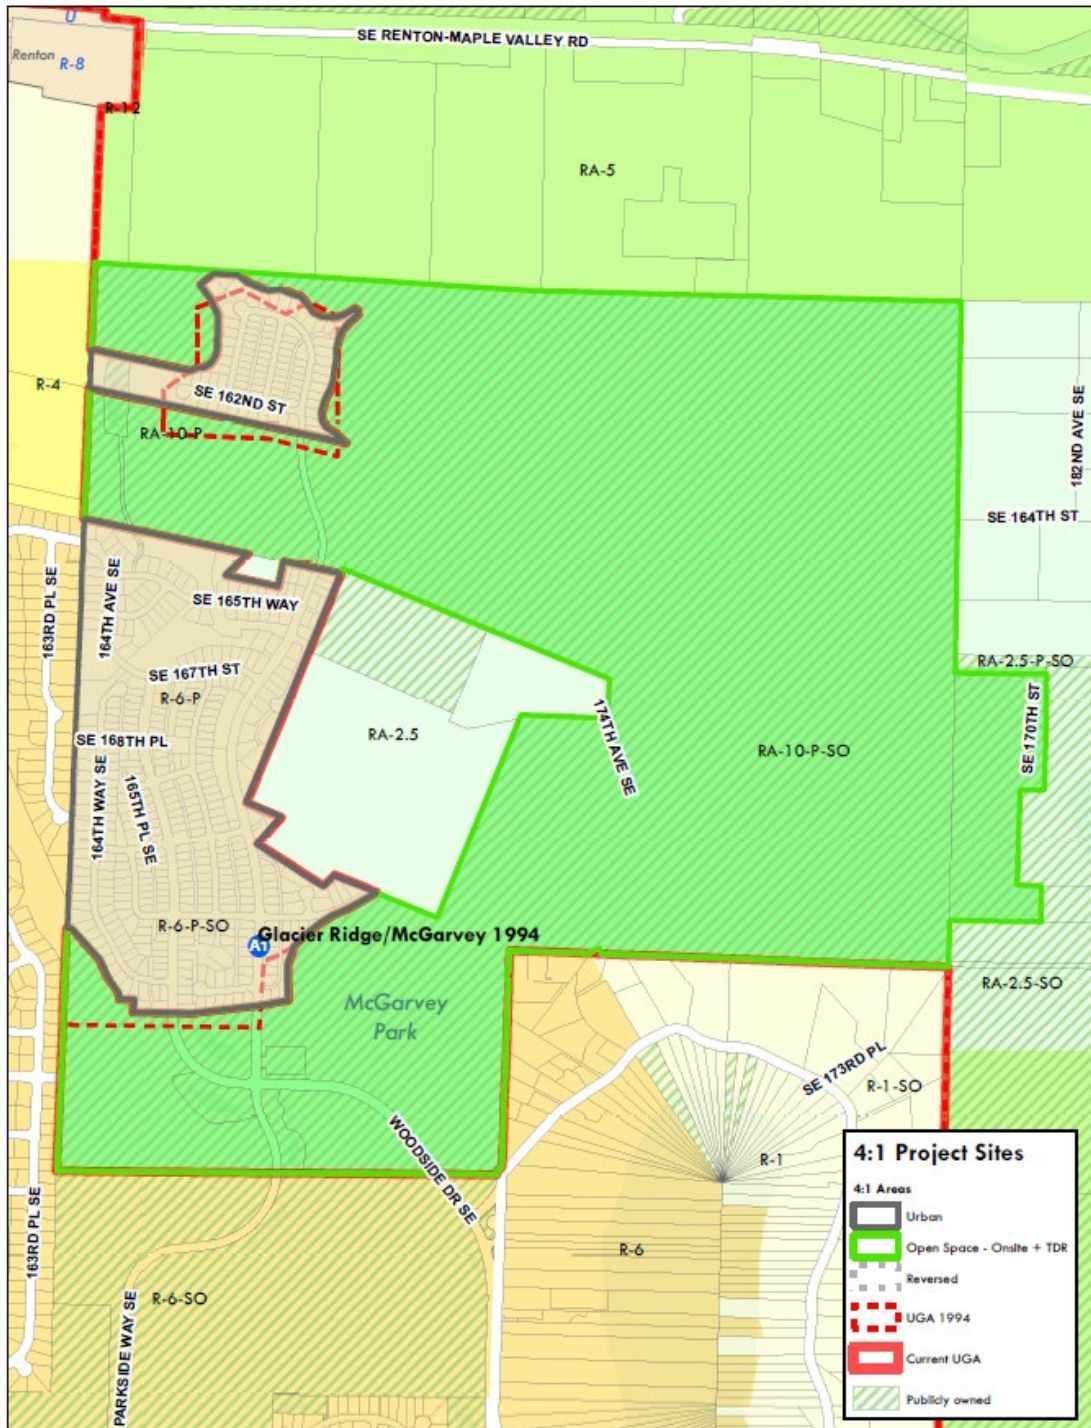 U
Renton
R-8
SE RENTON-MAPLE VALLEY RD
R-12
RA-5
R-4
SE 162ND ST
RA-10-P
182ND AVE SE
SE 164TH ST
163RD PL SE
164TH AVE SE
SE 165TH WAY
SE 167TH ST
R-6-P
RA-2.5-P-SO
SE 170TH ST
SE 168TH PL
RA-2.5
174TH AVE SE
RA-10-P-SO
164TH WAY SE
165TH PL SE
R-6-P-SO
A1
Glacier Ridge/McGarvey 1994
McGarvey
Park
RA-2.5-SO
SE 173RD PL
R-1-SO
WOODSIDE DR SE
R-1
163RD PL SE
R-6
R-6-SO
PARKSIDE WAY SE
4:1 Project Sites
4:1 Areas
Urban
Open Space - Onsite + TDR
Reversed
UGA 1994
Current UGA
Publicly owned